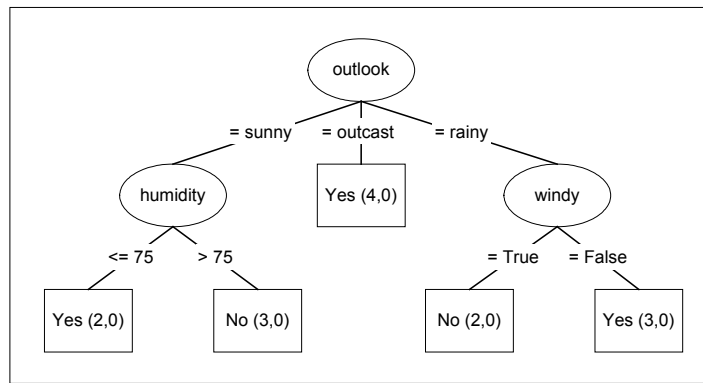 outlook
= sunny
= outcast
= rainy
humidity
Yes (4,0)
windy
<= 75
> 75
= True
= False
Yes (2,0)
No (3,0)
No (2,0)
Yes (3,0)